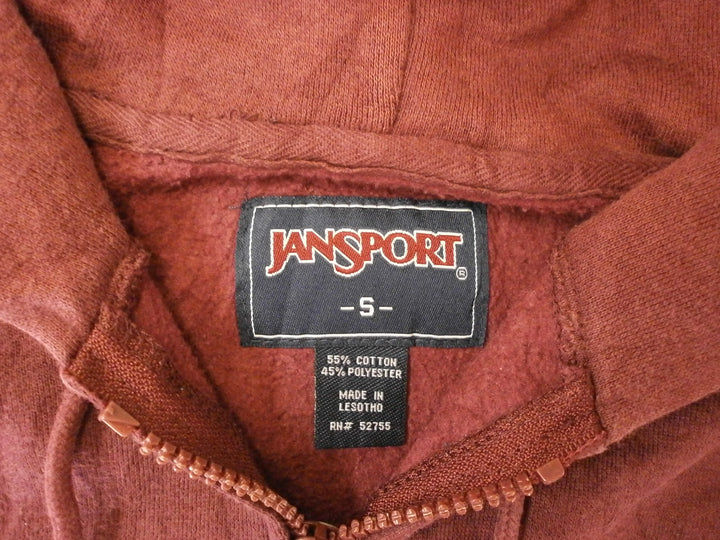 JANSPORT®
-S-
55% COTTON
45% POLYESTER
MADE IN
LESOTHO
RN# 52755